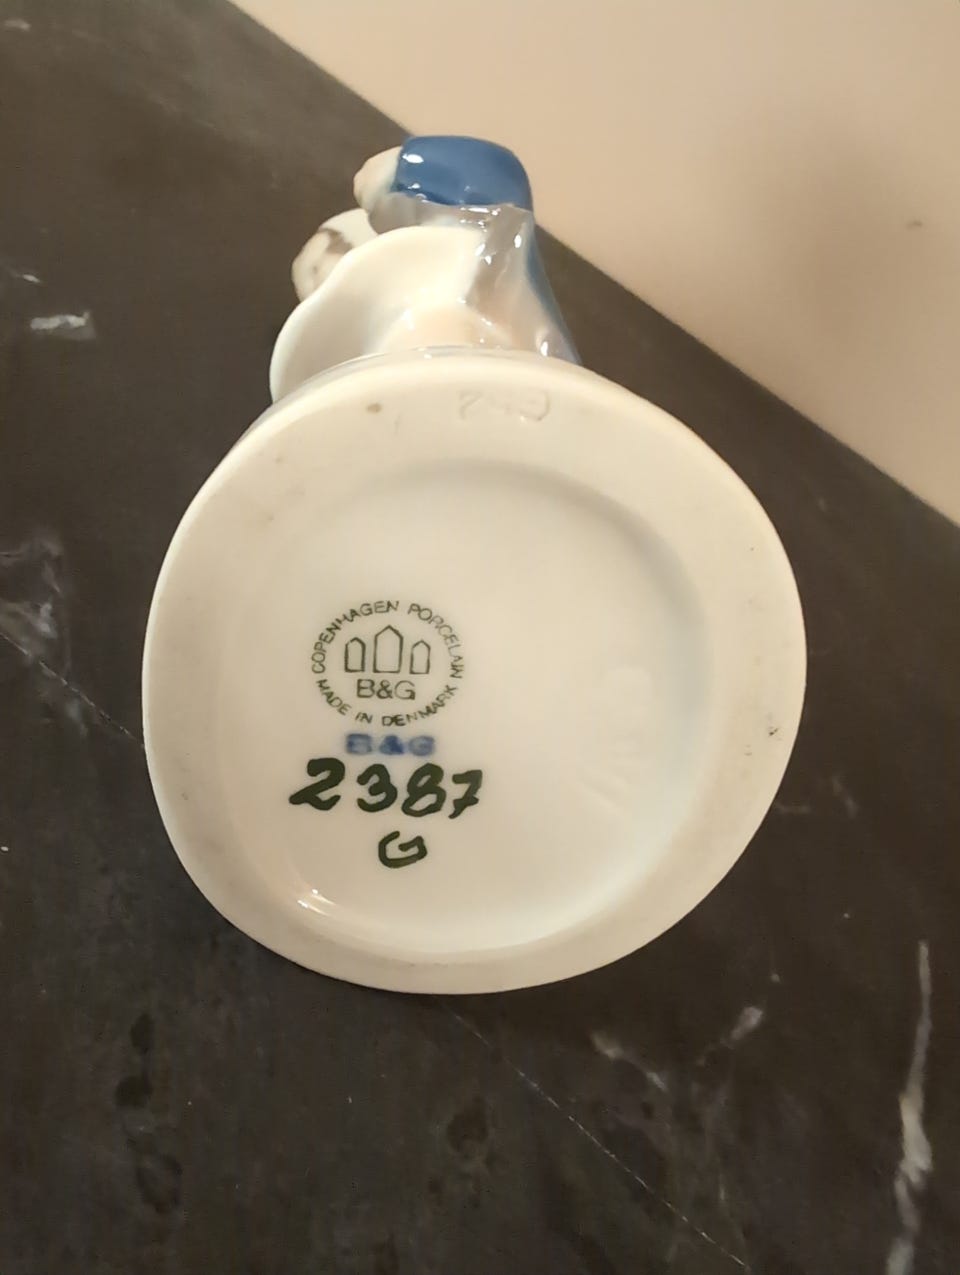 COPENHAGEN PORCELAIN
B&G
MADE IN DENMARK
B&G
2387
G